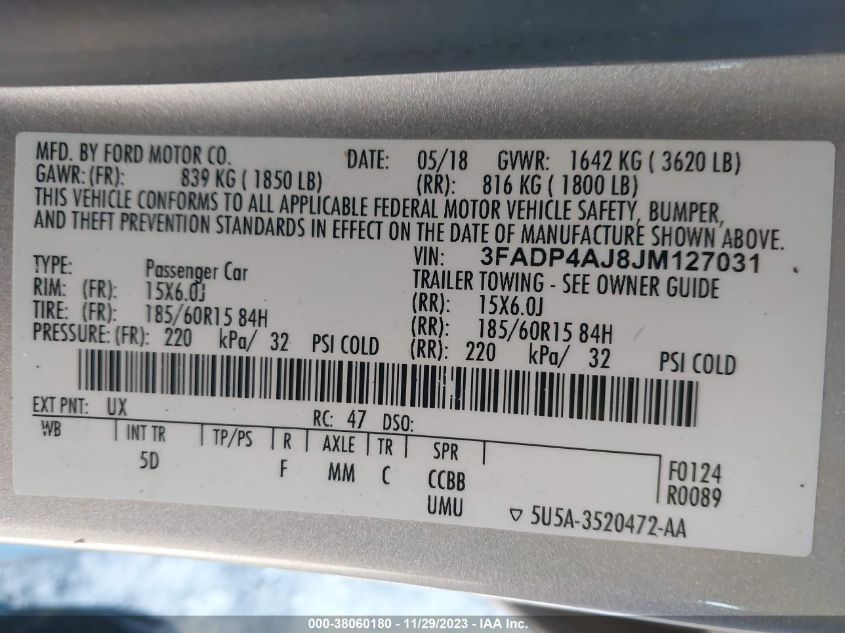 MFD. BY FORD MOTOR CO. DATE: 05/18 GVWR: 1642 KG ( 3620 LB)
GAWR: (FR): 839 KG ( 1850 LB) (RR): 816 KG ( 1800 LB)
THIS VEHICLE CONFORMS TO ALL APPLICABLE FEDERAL MOTOR VEHICLE SAFETY, BUMPER,
AND THEFT PREVENTION STANDARDS IN EFFECT ON THE DATE OF MANUFACTURE SHOWN ABOVE.
VIN: 3FADP4AJ8JM127031
TYPE: Passenger Car TRAILER TOWING - SEE OWNER GUIDE
RIM: (FR): 15X6.0J (RR): 15X6.0J
TIRE: (FR): 185/60R15 84H (RR): 185/60R15 84H
PRESSURE: (FR): 220 kPa/ 32 PSI COLD (RR): 220 kPa/ 32 PSI COLD
EXT PNT: UX RC: 47 DSO:
WB INT TR TP/PS R AXLE TR SPR
5D F MM C CCBB F0124
UMU R0089
5U5A-3520472-AA
000-38060180 - 11/29/2023 - IAA Inc.